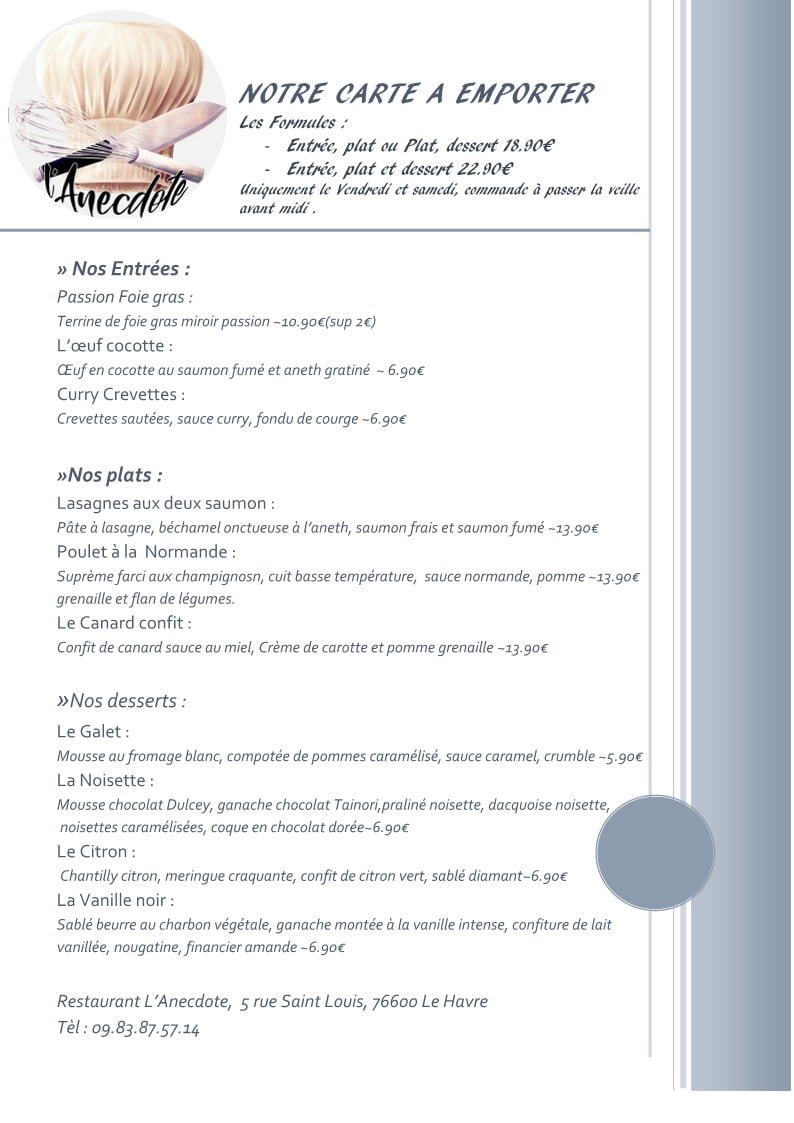 l'Anecdote
NOTRE CARTE A EMPORTER
Les Formules :
- Entrée, plat ou Plat, dessert 18.90€
- Entrée, plat et dessert 22.90€
Uniquement le Vendredi et samedi, commande à passer la veille
avant midi .
» Nos Entrées :
Passion Foie gras :
Terrine de foie gras miroir passion ~10.90€(sup 2€)
L'œuf cocotte :
Œuf en cocotte au saumon fumé et aneth gratiné ~ 6.90€
Curry Crevettes :
Crevettes sautées, sauce curry, fondu de courge ~6.90€
»Nos plats :
Lasagnes aux deux saumon :
Pâte à lasagne, béchamel onctueuse à l'aneth, saumon frais et saumon fumé ~13.90€
Poulet à la Normande :
Suprème farci aux champignosn, cuit basse température, sauce normande, pomme ~13.90€
grenaille et flan de légumes.
Le Canard confit :
Confit de canard sauce au miel, Crème de carotte et pomme grenaille ~13.90€
»Nos desserts :
Le Galet :
Mousse au fromage blanc, compotée de pommes caramélisé, sauce caramel, crumble ~5.90€
La Noisette :
Mousse chocolat Dulcey, ganache chocolat Tainori,praliné noisette, dacquoise noisette,
noisettes caramélisées, coque en chocolat dorée~6.90€
Le Citron :
Chantilly citron, meringue craquante, confit de citron vert, sablé diamant~6.90€
La Vanille noir :
Sablé beurre au charbon végétale, ganache montée à la vanille intense, confiture de lait
vanillée, nougatine, financier amande ~6.90€
Restaurant L'Anecdote, 5 rue Saint Louis, 76600 Le Havre
Tèl : 09.83.87.57.14